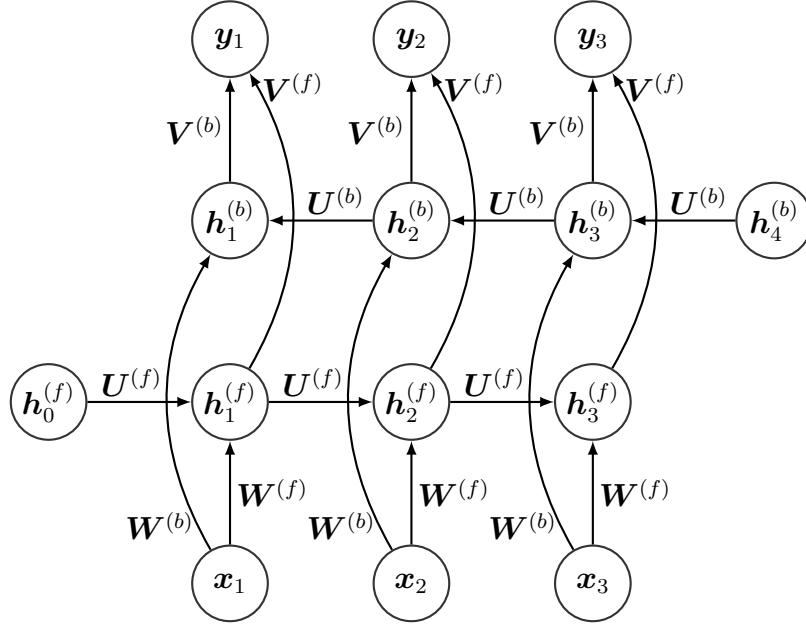 y₁ y₂ y₃
V⁽ᶠ⁾ V⁽ᶠ⁾ V⁽ᶠ⁾
V⁽ᵇ⁾ V⁽ᵇ⁾ V⁽ᵇ⁾
U⁽ᵇ⁾ U⁽ᵇ⁾ U⁽ᵇ⁾
h₁⁽ᵇ⁾ h₂⁽ᵇ⁾ h₃⁽ᵇ⁾ h₄⁽ᵇ⁾
U⁽ᶠ⁾ U⁽ᶠ⁾ U⁽ᶠ⁾
h₀⁽ᶠ⁾ h₁⁽ᶠ⁾ h₂⁽ᶠ⁾ h₃⁽ᶠ⁾
W⁽ᶠ⁾ W⁽ᶠ⁾ W⁽ᶠ⁾
W⁽ᵇ⁾ W⁽ᵇ⁾ W⁽ᵇ⁾
x₁ x₂ x₃